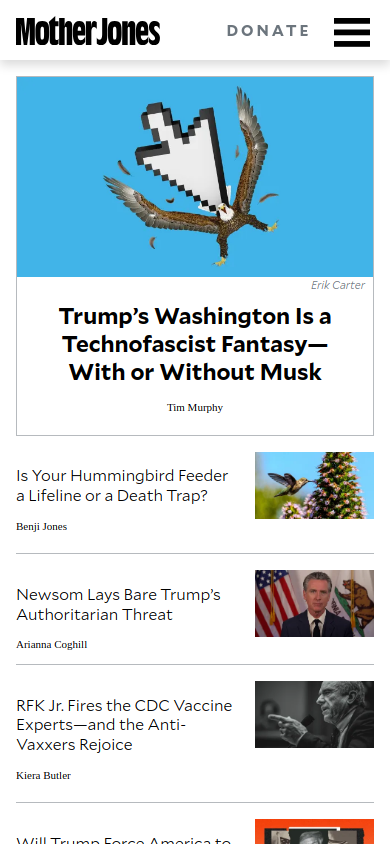 Mother Jones
DONATE
Erik Carter
Trump’s Washington Is a
Technofascist Fantasy—
With or Without Musk
Tim Murphy
Is Your Hummingbird Feeder
a Lifeline or a Death Trap?
Benji Jones
Newsom Lays Bare Trump’s
Authoritarian Threat
Arianna Coghill
RFK Jr. Fires the CDC Vaccine
Experts—and the Anti-
Vaxxers Rejoice
Kiera Butler
Will Trump Force America to